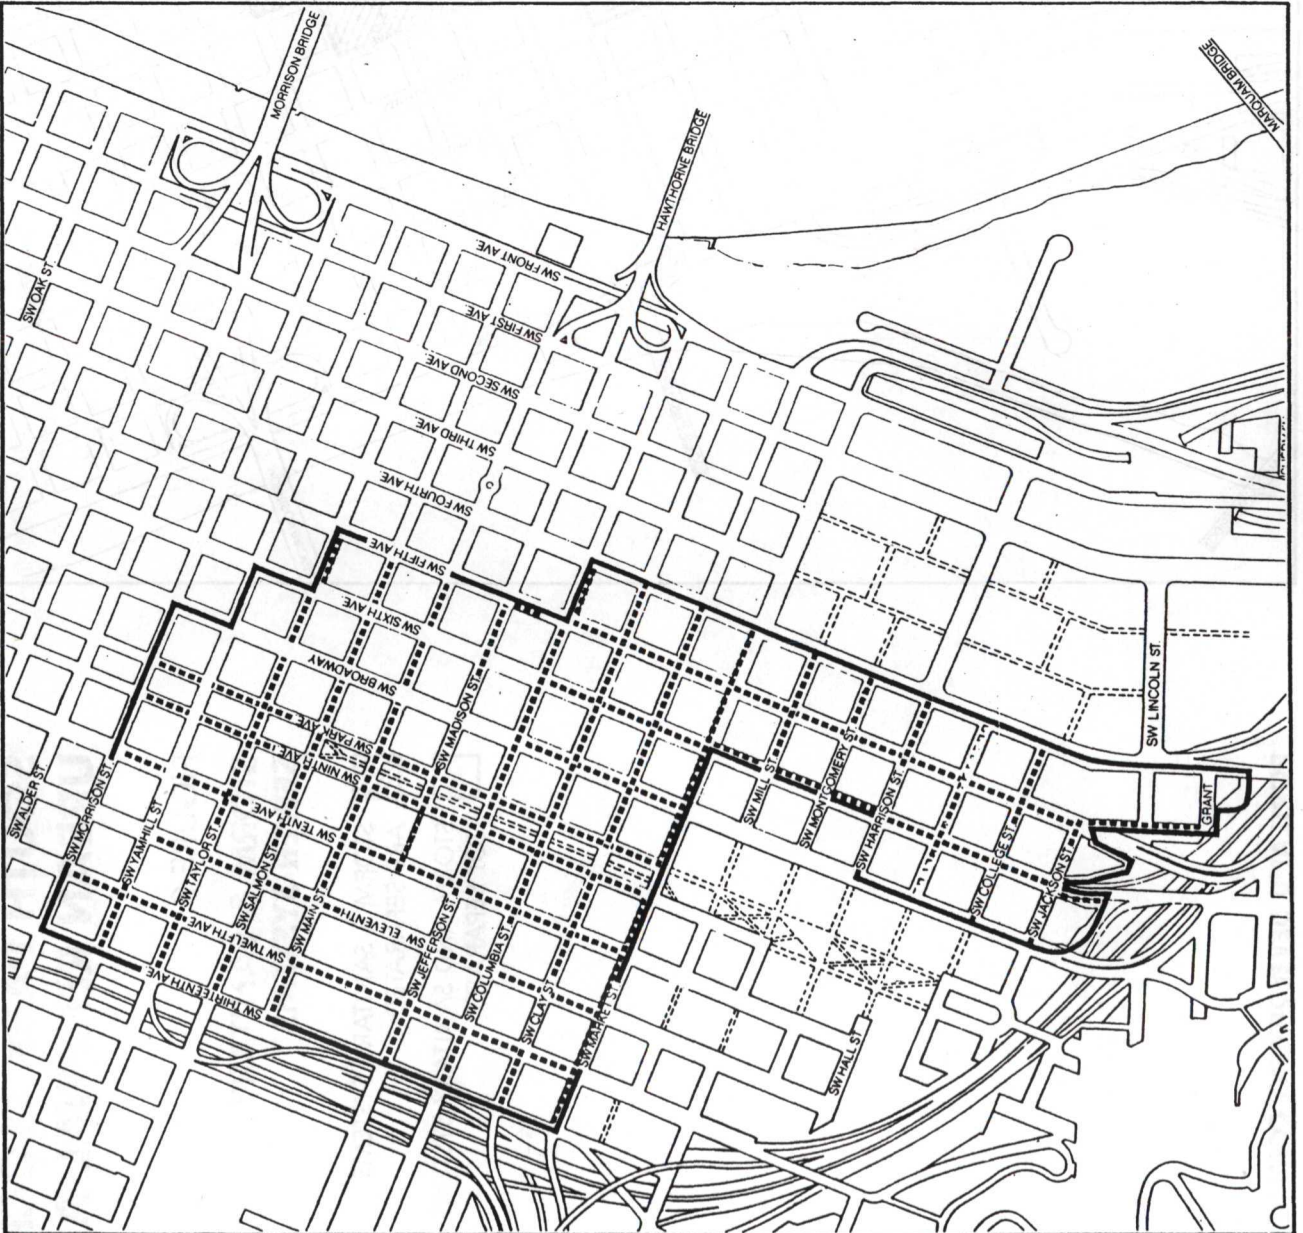 MORRISON BRIDGE
MARQUAM BRIDGE
HAWTHORNE BRIDGE
SW OAK ST.
SW FRONT AVE.
SW FIRST AVE.
SW SECOND AVE.
SW THIRD AVE.
SW FOURTH AVE.
SW FIFTH AVE.
SW SIXTH AVE.
SW BROADWAY
SW PARK AVE.
SW NINTH AVE.
SW TENTH AVE.
SW ELEVENTH
SW TWELFTH AVE.
SW THIRTEENTH AVE.
SW ALDER ST.
SW MORRISON ST.
SW YAMHILL ST.
SW TAYLOR ST.
SW SALMON ST.
SW MAIN ST.
SW MADISON ST.
SW JEFFERSON ST.
SW COLUMBIA ST.
SW CLAY ST.
SW MARKET ST.
SW MILL ST.
SW MONTGOMERY ST.
SW HARRISON ST.
SW HALL ST.
SW COLLEGE ST.
SW JACKSON ST.
SW LINCOLN ST.
GRANT